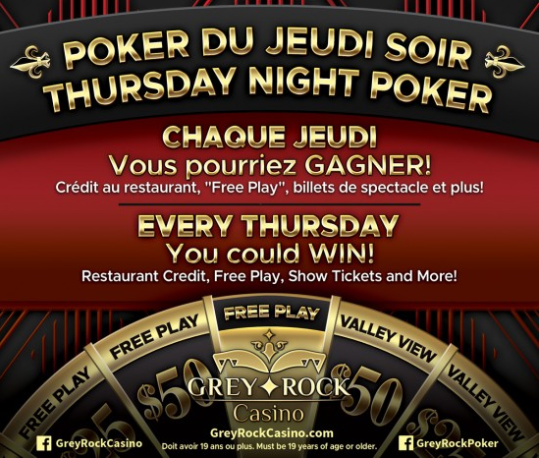 POKER DU JEUDI SOIR
THURSDAY NIGHT POKER
CHAQUE JEUDI
Vous pourriez GAGNER!
Crédit au restaurant, "Free Play", billets de spectacle et plus!
EVERY THURSDAY
You could WIN!
Restaurant Credit, Free Play, Show Tickets and More!
FREE PLAY
FREE PLAY
FREE PLAY
VALLEY VIEW
VALLEY VIEW
$50
$50
GREY ROCK
Casino
GreyRockCasino
GreyRockCasino.com
Doit avoir 19 ans ou plus. Must be 19 years of age or older.
GreyRockPoker